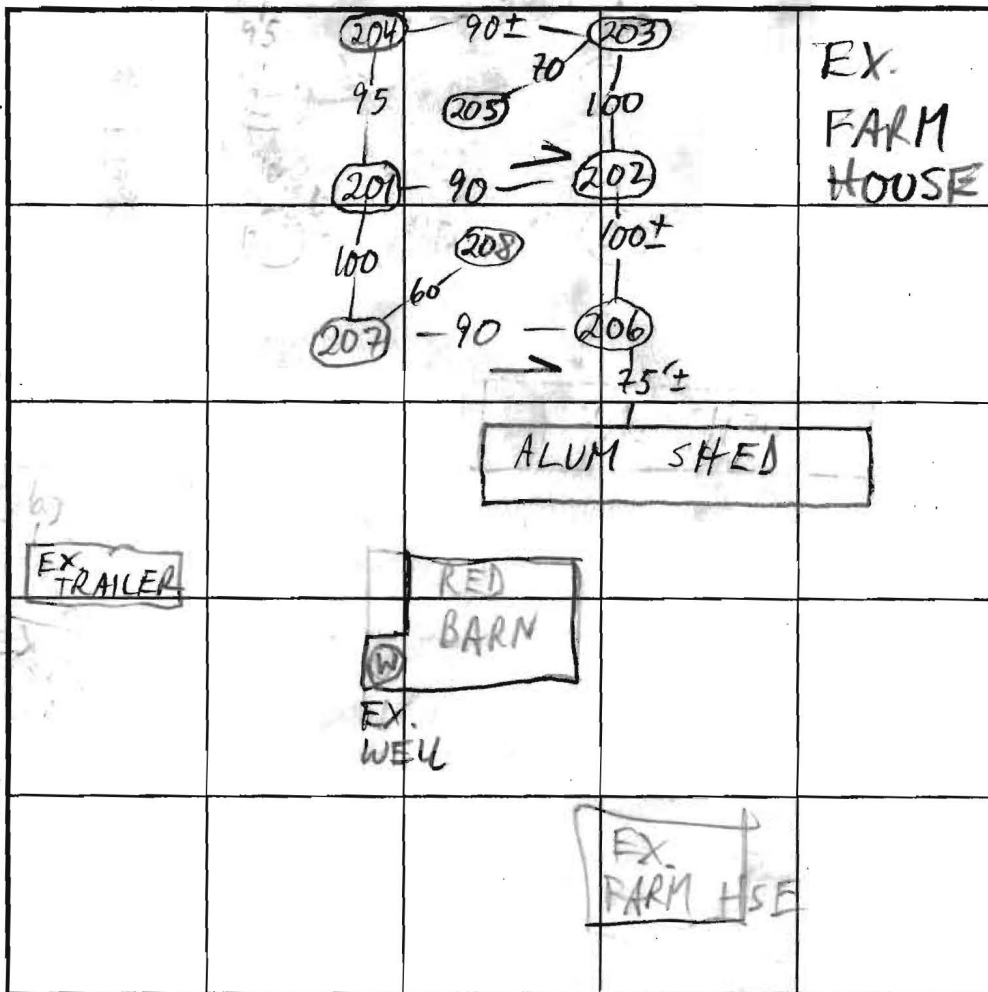 204 90± 203
EX.
FARM
HOUSE
70
95
205
100
201 90 202
208
100±
100
60
207 90 206
75'±
ALUM SHED
EX.
TRAILER
RED
BARN
W
EX.
WELL
EX.
FARM HSE